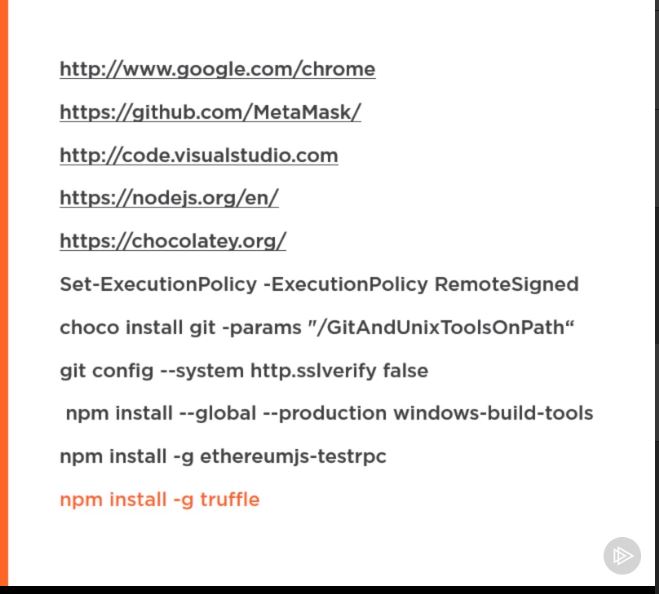 http://www.google.com/chrome
https://github.com/MetaMask/
http://code.visualstudio.com
https://nodejs.org/en/
https://chocolatey.org/
Set-ExecutionPolicy -ExecutionPolicy RemoteSigned
choco install git -params "/GitAndUnixToolsOnPath“
git config --system http.sslverify false
npm install --global --production windows-build-tools
npm install -g ethereumjs-testrpc
npm install -g truffle